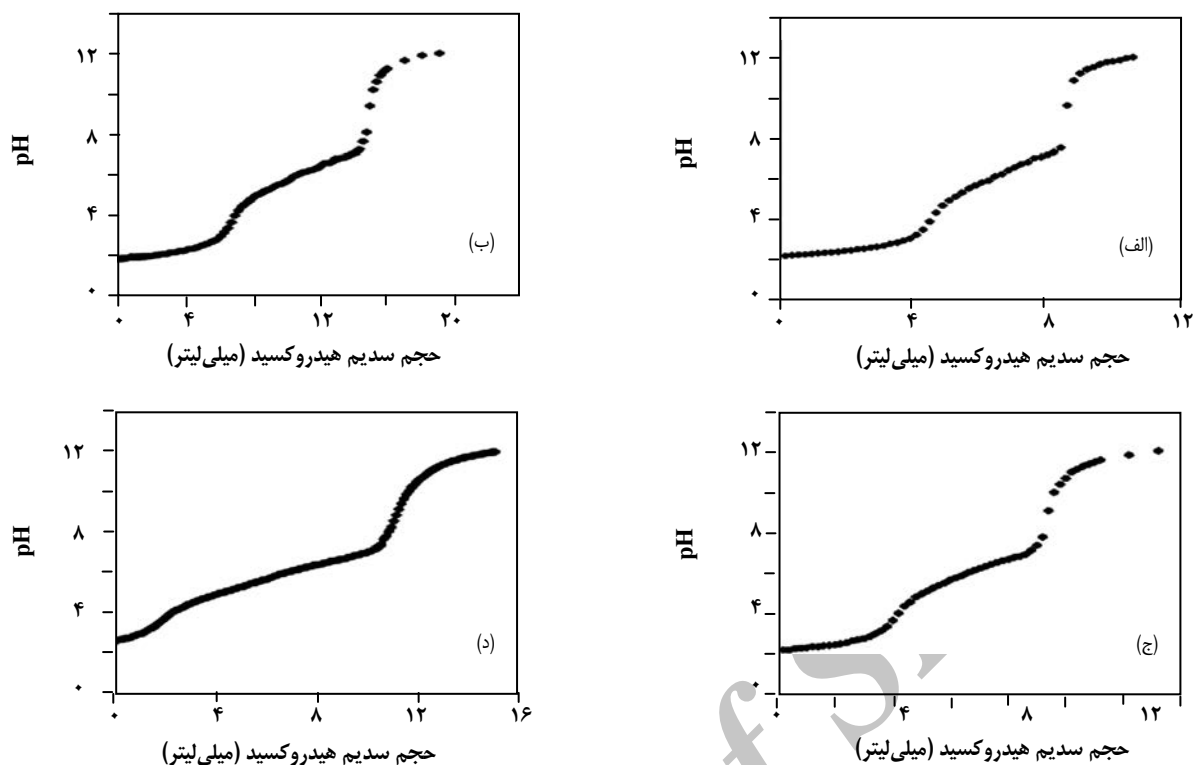 pH
۱۲
۸
۴
۰
(الف)
۰ ۴ ۸ ۱۲
حجم سدیم هیدروکسید (میلی‌لیتر)
pH
۱۲
۸
۴
۰
(ب)
۰ ۴ ۱۲ ۲۰
حجم سدیم هیدروکسید (میلی‌لیتر)
pH
۱۲
۸
۴
۰
(ج)
۰ ۴ ۸ ۱۲
حجم سدیم هیدروکسید (میلی‌لیتر)
pH
۱۲
۸
۴
۰
(د)
۰ ۴ ۸ ۱۲ ۱۶
حجم سدیم هیدروکسید (میلی‌لیتر)